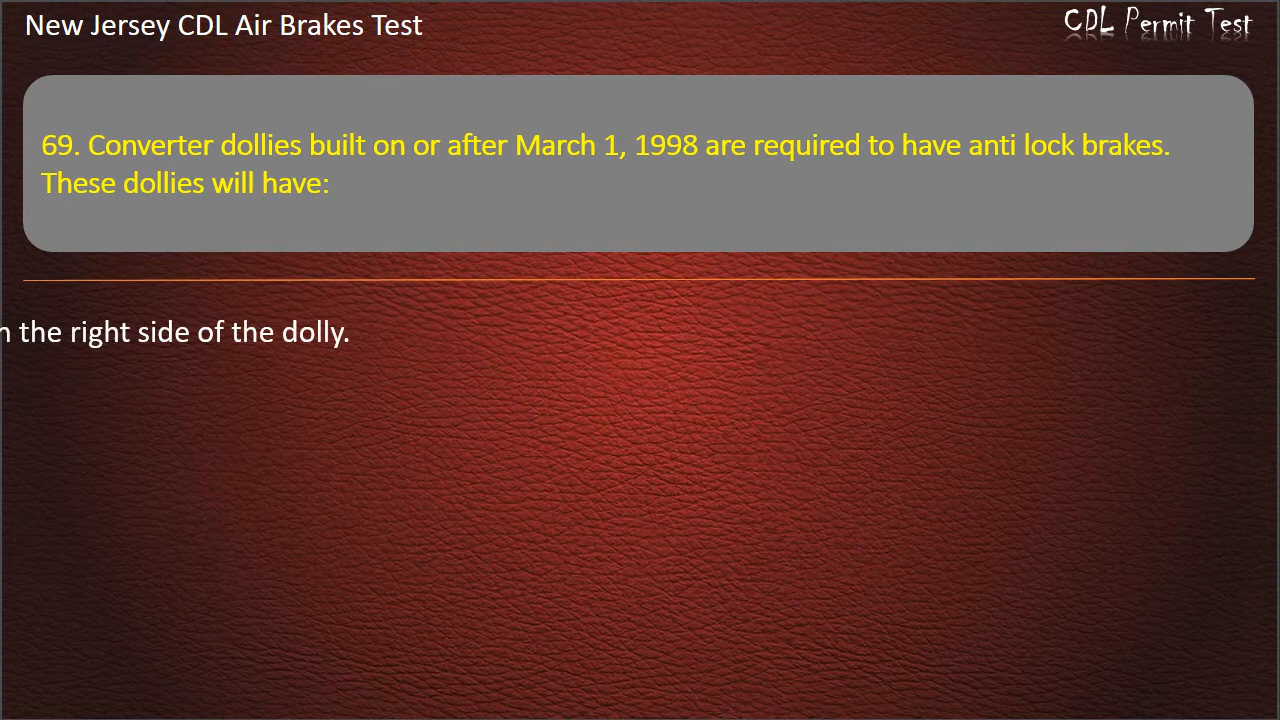 New Jersey CDL Air Brakes Test
CDL Permit Test
69. Converter dollies built on or after March 1, 1998 are required to have anti lock brakes.
These dollies will have:
the right side of the dolly.